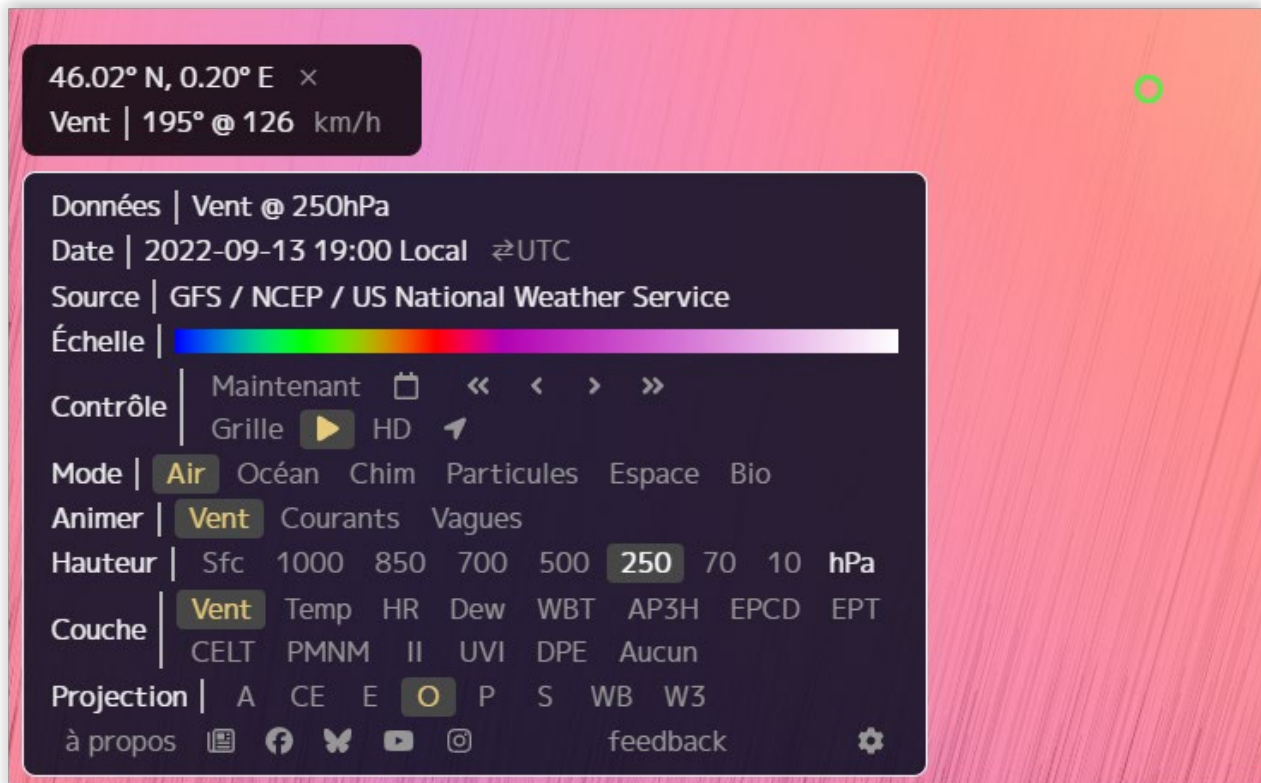 46.02° N, 0.20° E ×
Vent | 195° @ 126 km/h
Données | Vent @ 250hPa
Date | 2022-09-13 19:00 Local ⇄UTC
Source | GFS / NCEP / US National Weather Service
Échelle |
Contrôle | Maintenant « ‹ › »
Grille HD
Mode | Air Océan Chim Particules Espace Bio
Animer | Vent Courants Vagues
Hauteur | Sfc 1000 850 700 500 250 70 10 hPa
Couche | Vent Temp HR Dew WBT AP3H EPCD EPT
CELT PMNM II UVI DPE Aucun
Projection | A CE E O P S WB W3
à propos feedback